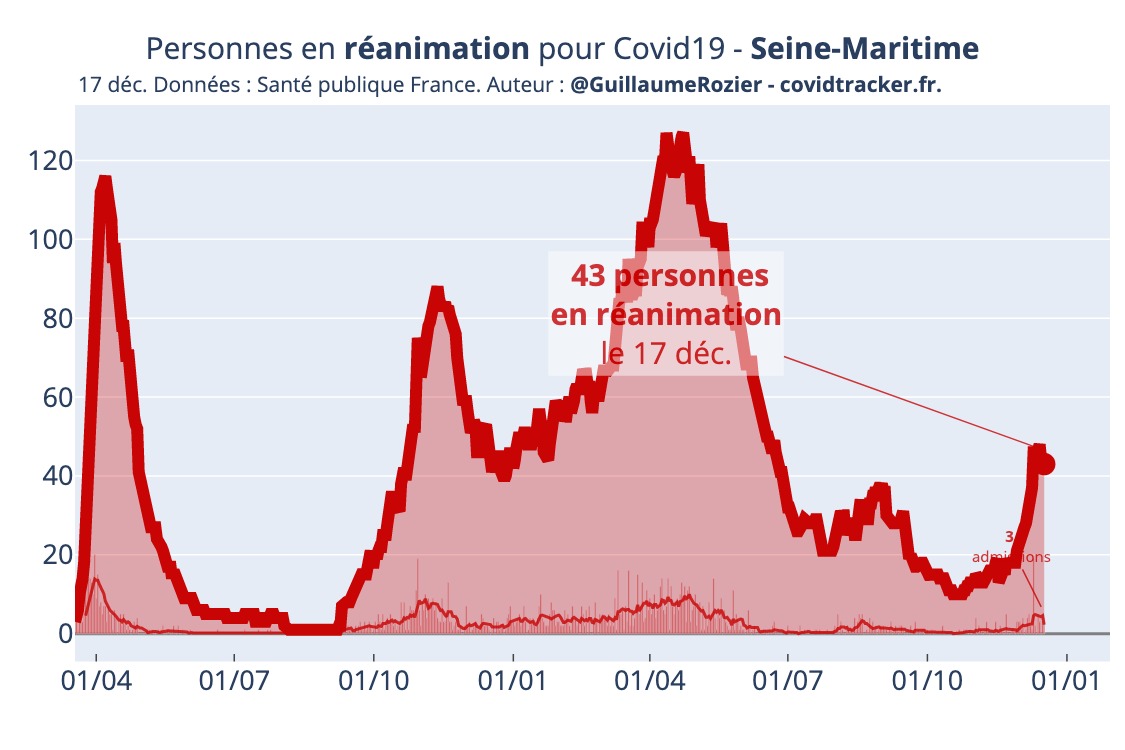 Personnes en réanimation pour Covid19 - Seine-Maritime
17 déc. Données : Santé publique France. Auteur : @GuillaumeRozier - covidtracker.fr.
120
100
80
60
40
20
0
43 personnes
en réanimation
le 17 déc.
3
admissions
01/04
01/07
01/10
01/01
01/04
01/07
01/10
01/01